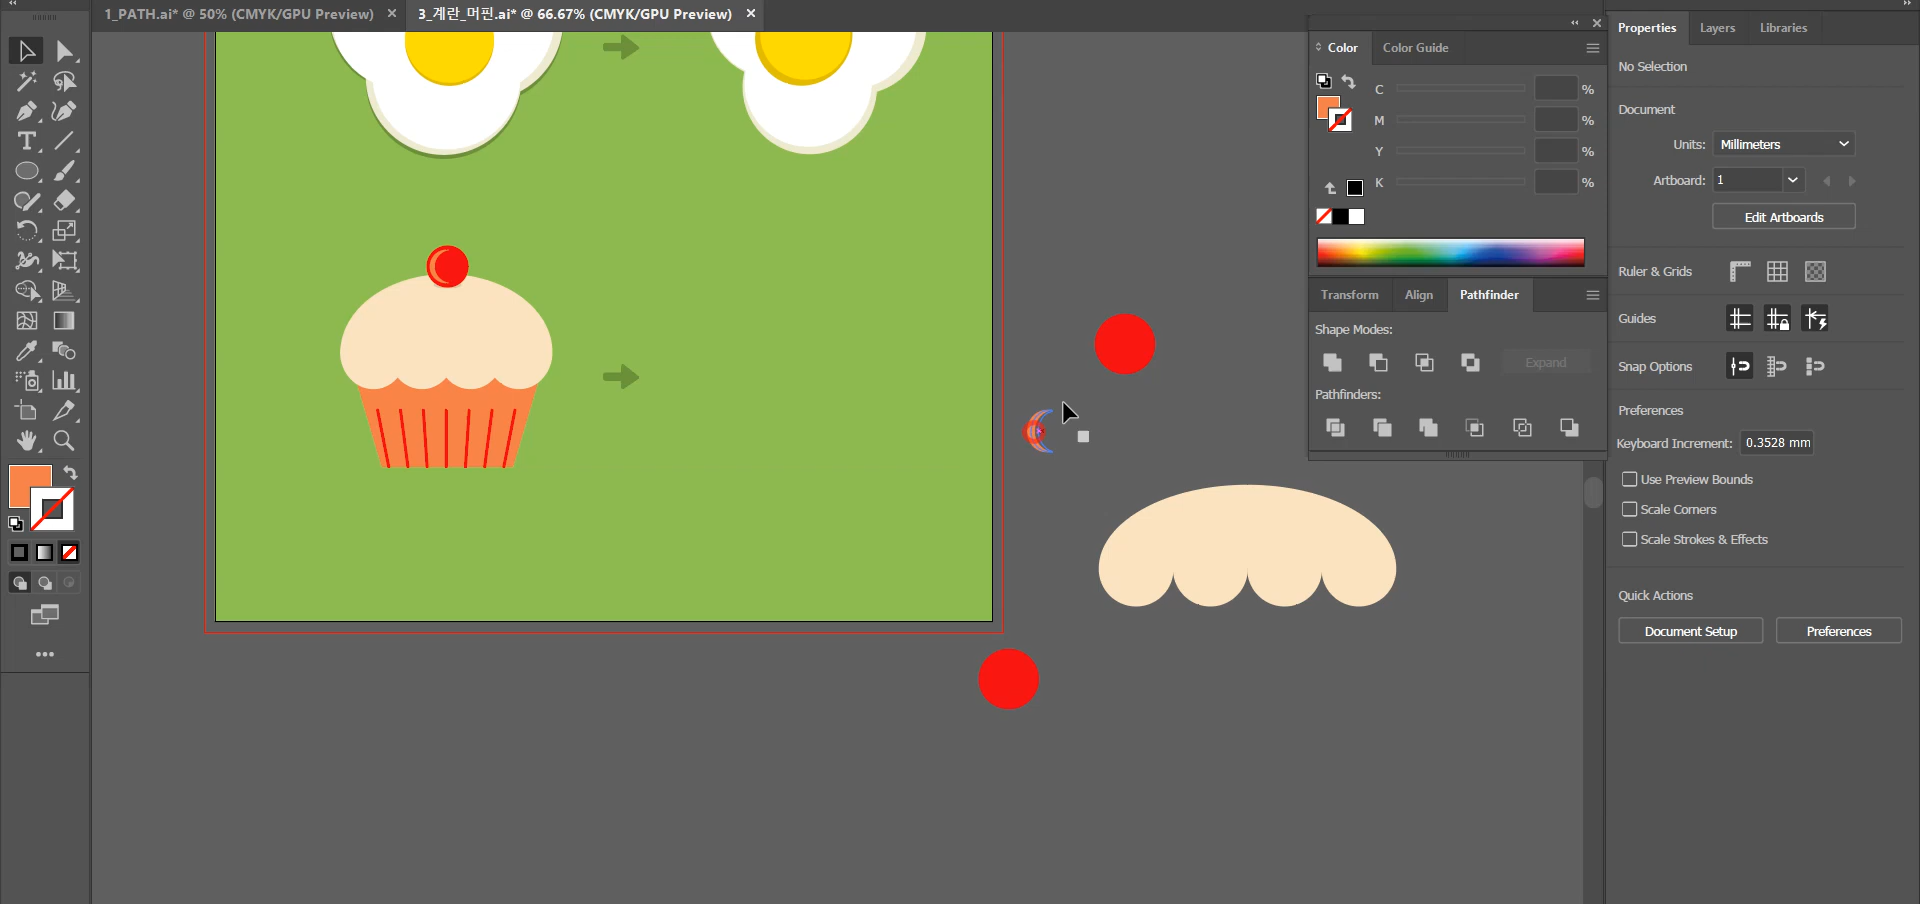 1_PATH.ai* @ 50% (CMYK/GPU Preview)
3_계란_머핀.ai* @ 66.67% (CMYK/GPU Preview)
Color
Color Guide
C
%
M
%
Y
%
K
%
Transform
Align
Pathfinder
Shape Modes:
Expand
Pathfinders:
Properties
Layers
Libraries
No Selection
Document
Units:
Millimeters
Artboard:
1
Edit Artboards
Ruler & Grids
Guides
Snap Options
Preferences
Keyboard Increment:
0.3528 mm
Use Preview Bounds
Scale Corners
Scale Strokes & Effects
Quick Actions
Document Setup
Preferences